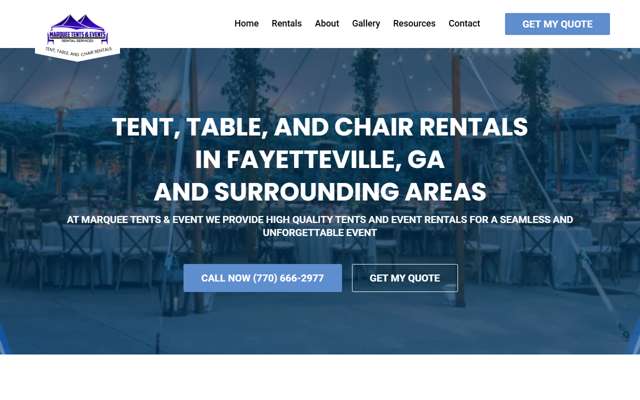 MARQUEE TENTS & EVENTS
RENTAL SERVICES
TENT, TABLE, AND CHAIR RENTALS
Home Rentals About Gallery Resources Contact
GET MY QUOTE
TENT, TABLE, AND CHAIR RENTALS
IN FAYETTEVILLE, GA
AND SURROUNDING AREAS
AT MARQUEE TENTS & EVENT WE PROVIDE HIGH QUALITY TENTS AND EVENT RENTALS FOR A SEAMLESS AND
UNFORGETTABLE EVENT
CALL NOW (770) 666-2977
GET MY QUOTE